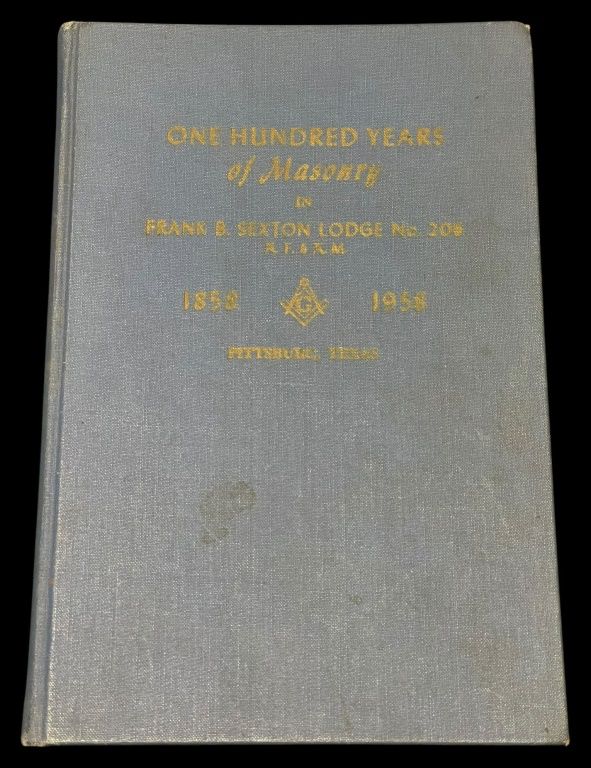 ONE HUNDRED YEARS
of Masonry
IN
FRANK B. SEXTON LODGE No. 208
A. F. & A. M.
1858 G 1958
PITTSBURG, TEXAS